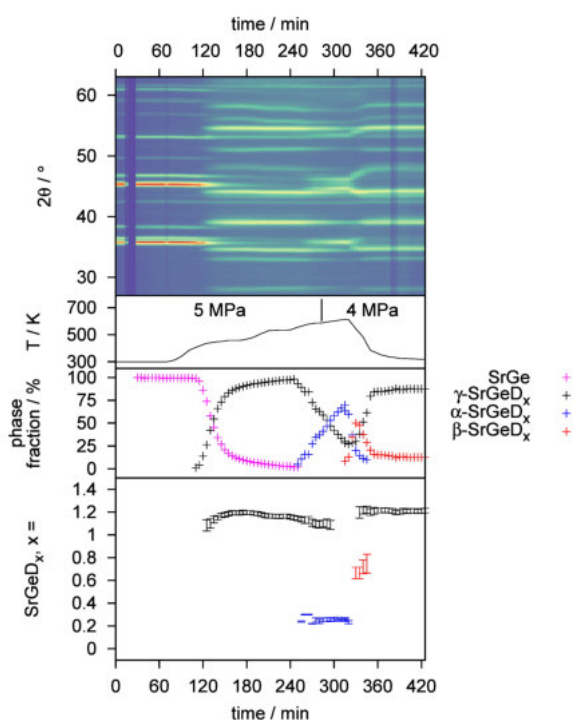 time / min
0 60 120 180 240 300 360 420
60
50
40
30
2θ / °
5 MPa 4 MPa
700
500
300
T / K
100
75
50
25
0
phase
fraction / %
SrGe
γ-SrGeDx
α-SrGeDx
β-SrGeDx
1.4
1.2
1
0.8
0.6
0.4
0.2
0
SrGeDx, x =
0 60 120 180 240 300 360 420
time / min